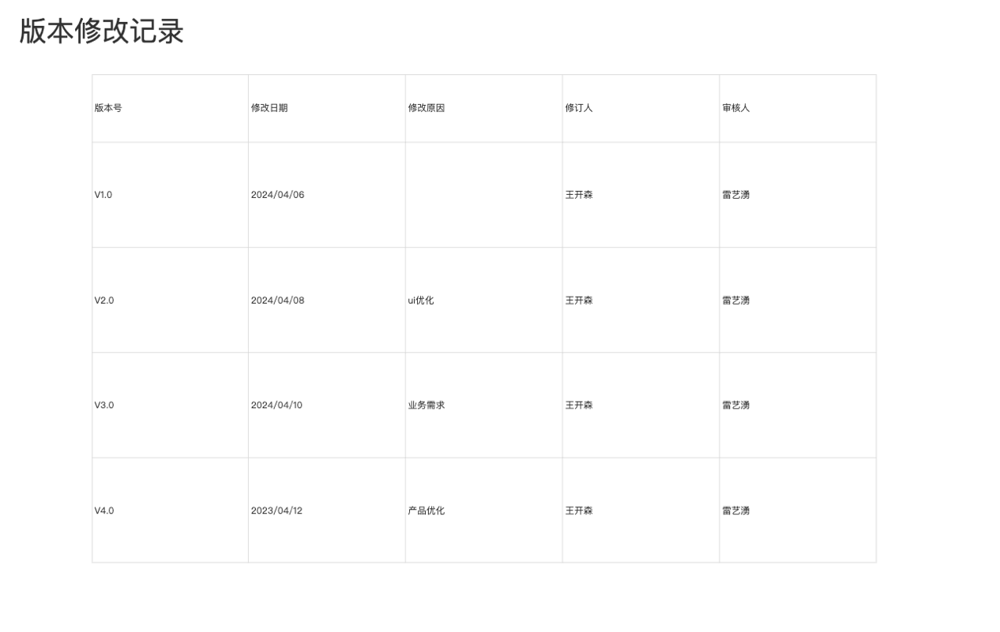 版本修改记录
版本号 修改日期 修改原因 修订人 审核人
V1.0 2024/04/06 王开森 雷艺湧
V2.0 2024/04/08 ui优化 王开森 雷艺湧
V3.0 2024/04/10 业务需求 王开森 雷艺湧
V4.0 2023/04/12 产品优化 王开森 雷艺湧